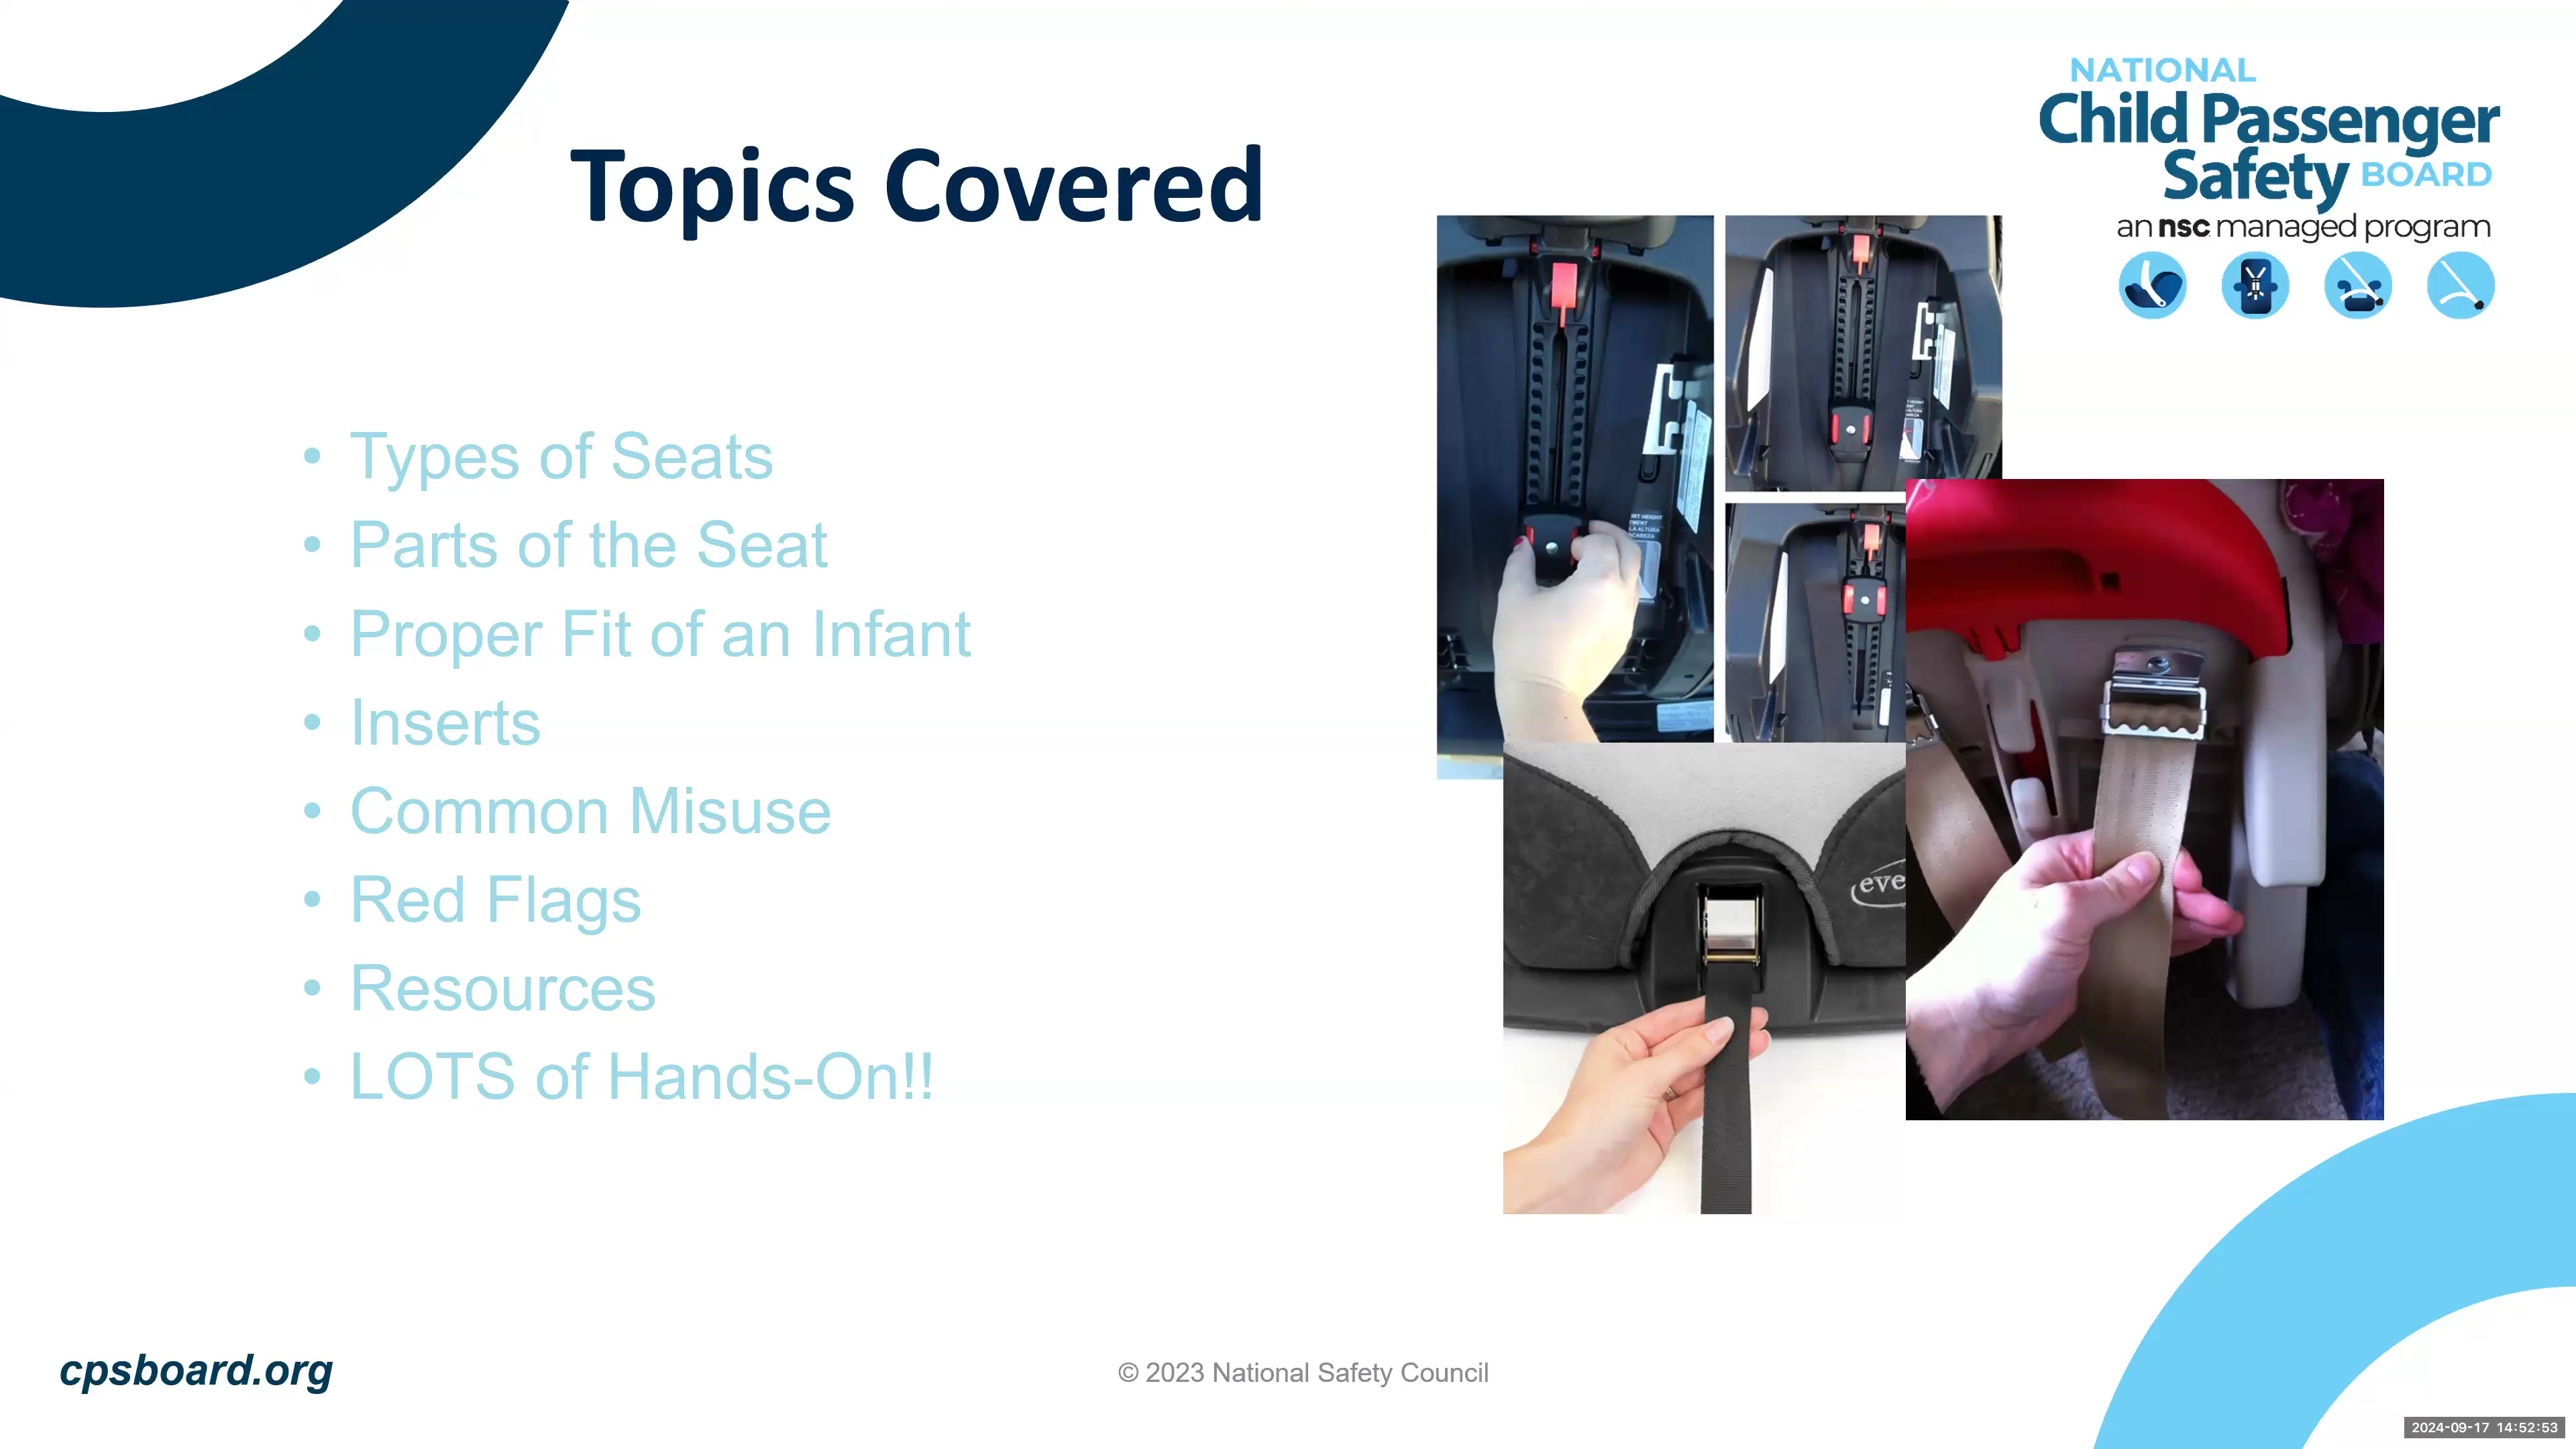 NATIONAL
Child Passenger
Safety BOARD
an nsc managed program
Topics Covered
• Types of Seats
• Parts of the Seat
• Proper Fit of an Infant
• Inserts
• Common Misuse
• Red Flags
• Resources
• LOTS of Hands-On!!
eve
cpsboard.org
© 2023 National Safety Council
2024-09-17 14:52:53